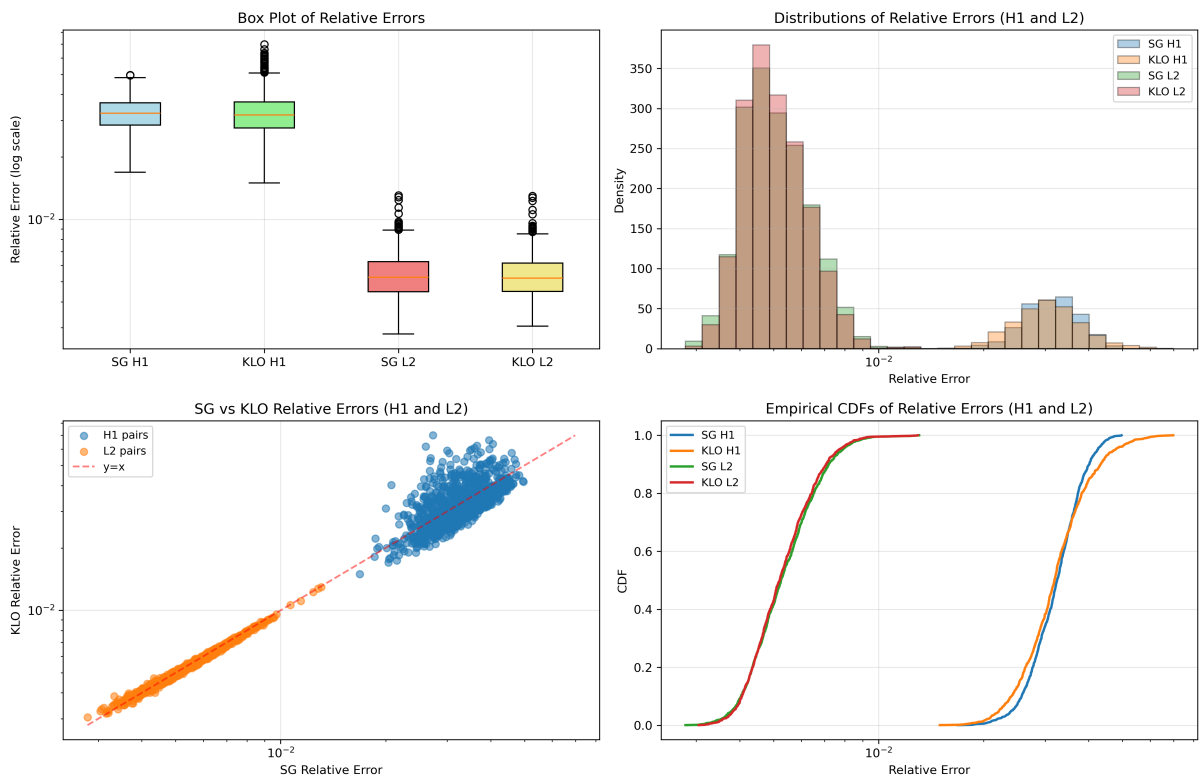 Box Plot of Relative Errors
Relative Error (log scale)
10⁻²
SG H1
KLO H1
SG L2
KLO L2
Distributions of Relative Errors (H1 and L2)
Density
350
300
250
200
150
100
50
0
SG H1
KLO H1
SG L2
KLO L2
10⁻²
Relative Error
SG vs KLO Relative Errors (H1 and L2)
KLO Relative Error
10⁻²
H1 pairs
L2 pairs
y=x
10⁻²
SG Relative Error
Empirical CDFs of Relative Errors (H1 and L2)
CDF
1.0
0.8
0.6
0.4
0.2
0.0
SG H1
KLO H1
SG L2
KLO L2
10⁻²
Relative Error